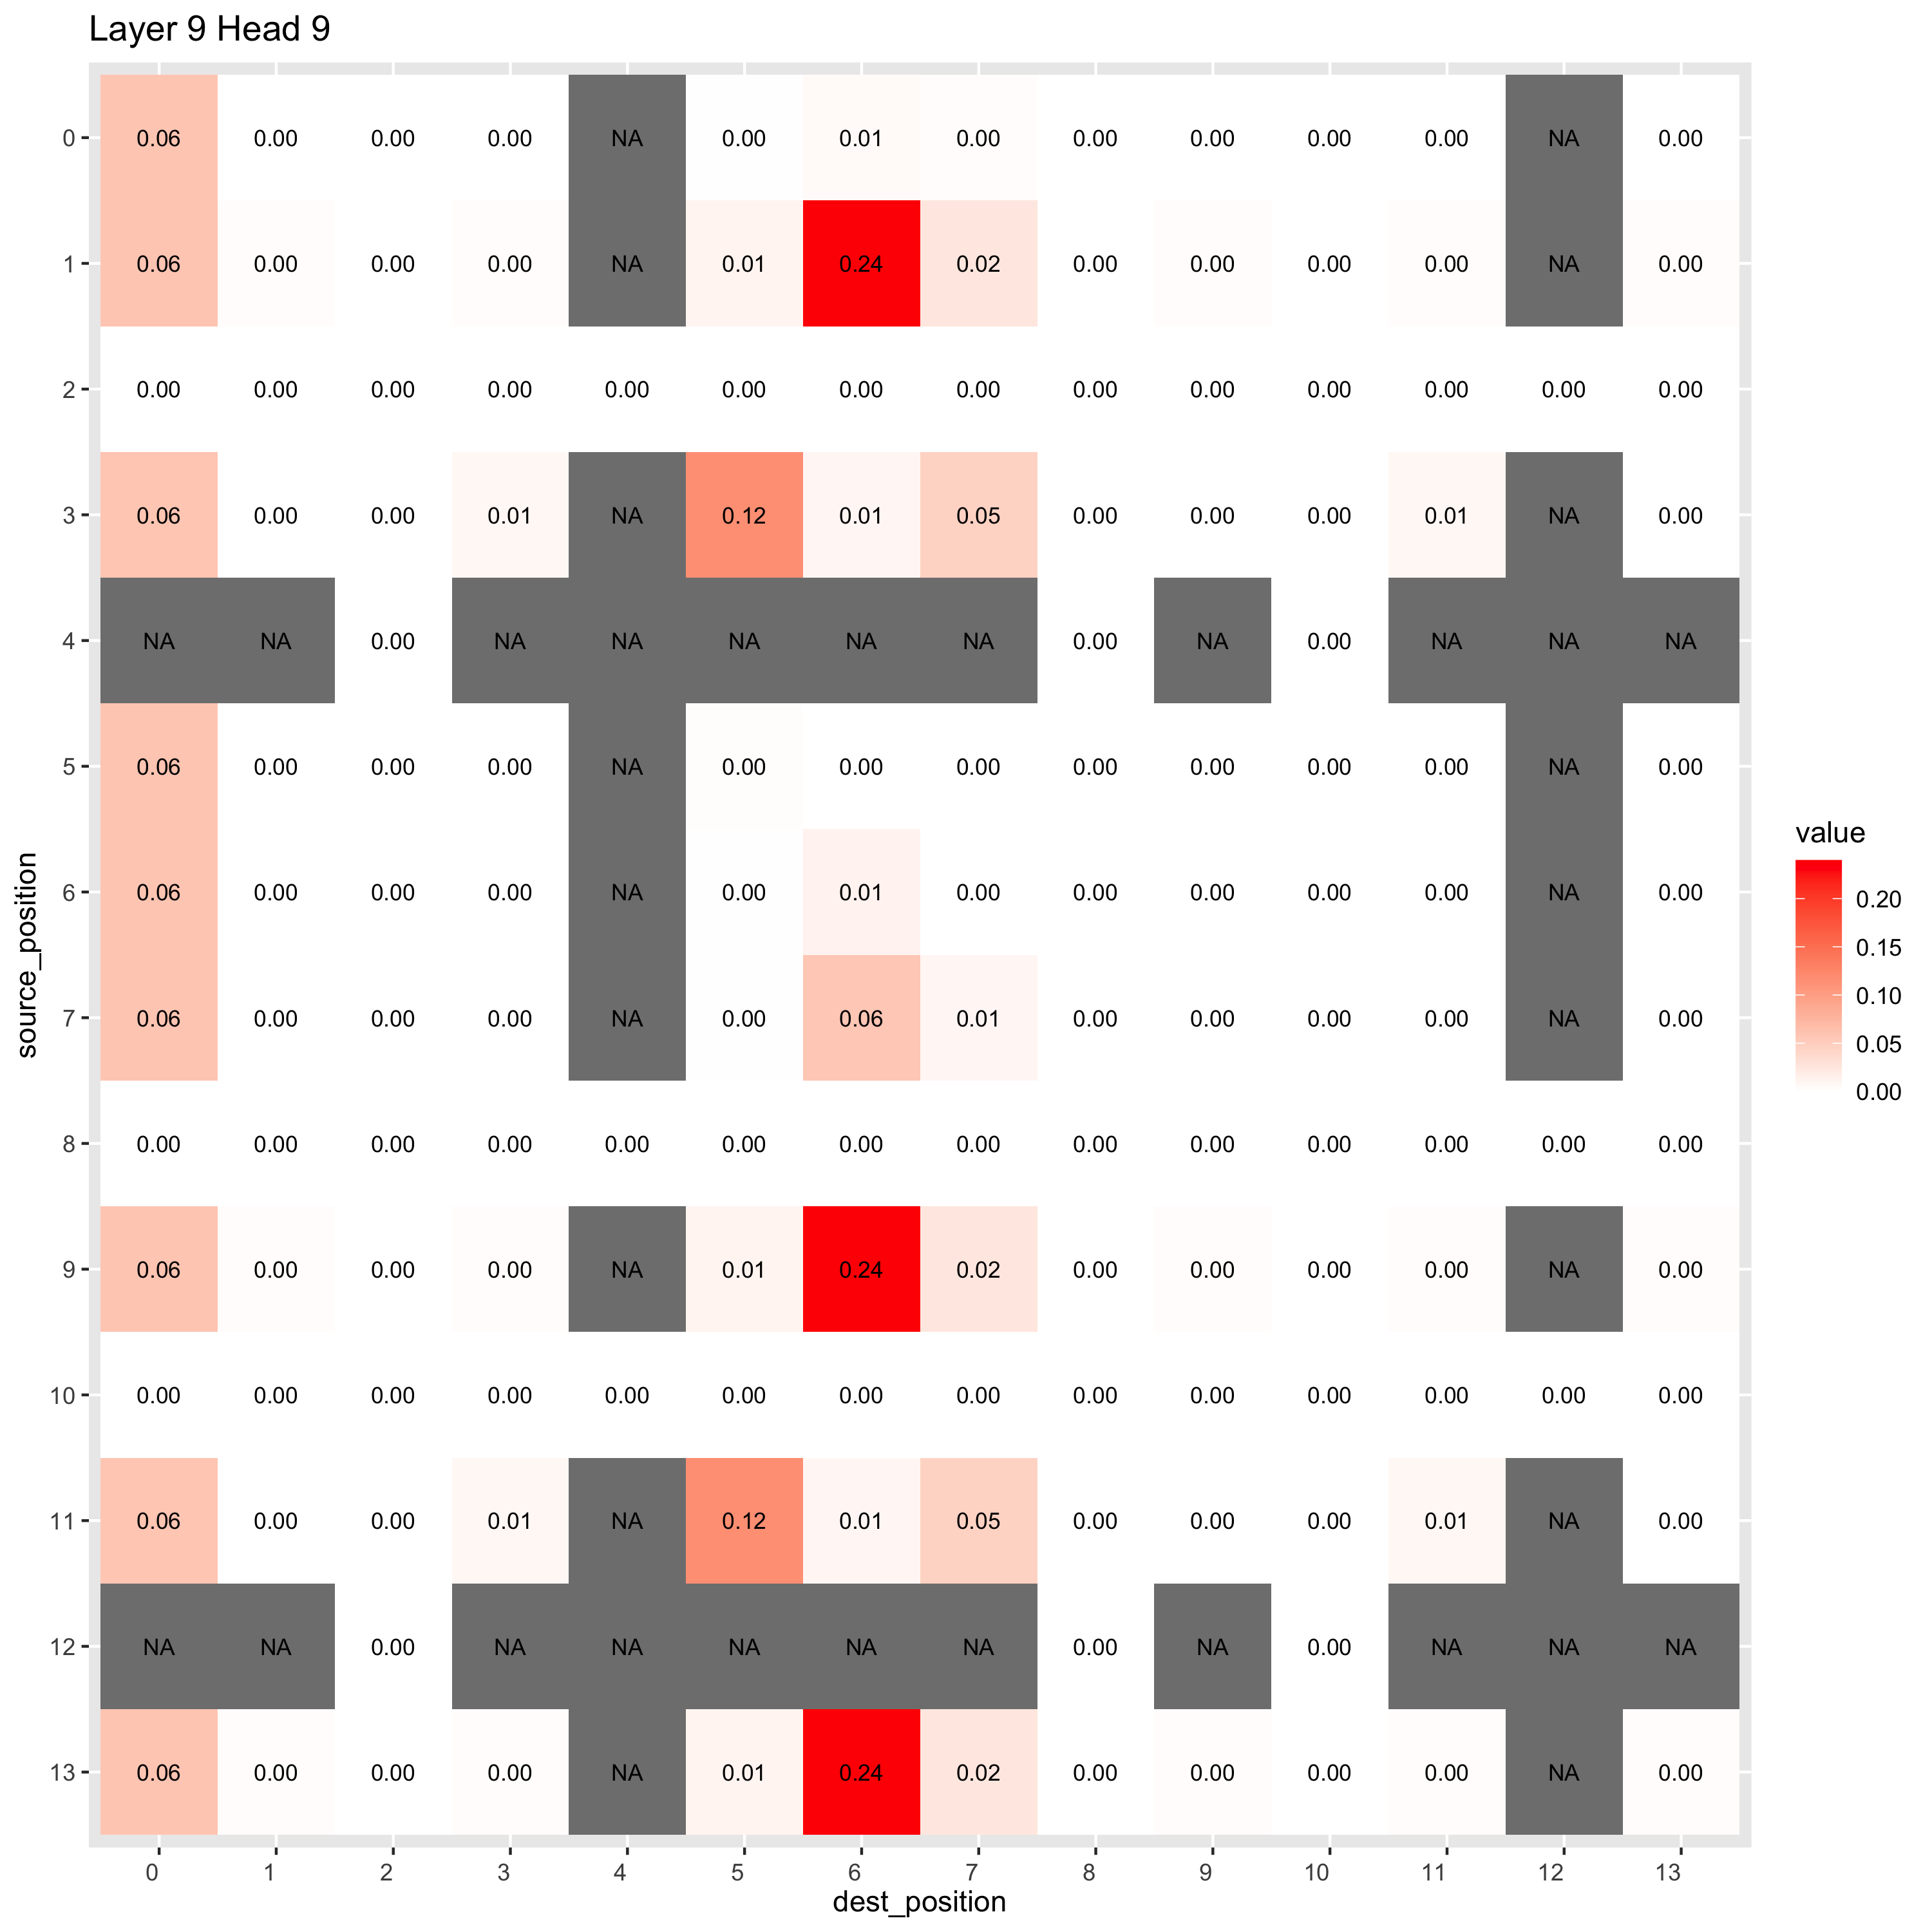 Layer 9 Head 9
0 0.06 0.00 0.00 0.00 NA 0.00 0.01 0.00 0.00 0.00 0.00 0.00 NA 0.00
1 0.06 0.00 0.00 0.00 NA 0.01 0.24 0.02 0.00 0.00 0.00 0.00 NA 0.00
2 0.00 0.00 0.00 0.00 0.00 0.00 0.00 0.00 0.00 0.00 0.00 0.00 0.00 0.00
3 0.06 0.00 0.00 0.01 NA 0.12 0.01 0.05 0.00 0.00 0.00 0.01 NA 0.00
4 NA NA 0.00 NA NA NA NA NA 0.00 NA 0.00 NA NA NA
5 0.06 0.00 0.00 0.00 NA 0.00 0.00 0.00 0.00 0.00 0.00 0.00 NA 0.00
6 0.06 0.00 0.00 0.00 NA 0.00 0.01 0.00 0.00 0.00 0.00 0.00 NA 0.00
7 0.06 0.00 0.00 0.00 NA 0.00 0.06 0.01 0.00 0.00 0.00 0.00 NA 0.00
8 0.00 0.00 0.00 0.00 0.00 0.00 0.00 0.00 0.00 0.00 0.00 0.00 0.00 0.00
9 0.06 0.00 0.00 0.00 NA 0.01 0.24 0.02 0.00 0.00 0.00 0.00 NA 0.00
10 0.00 0.00 0.00 0.00 0.00 0.00 0.00 0.00 0.00 0.00 0.00 0.00 0.00 0.00
11 0.06 0.00 0.00 0.01 NA 0.12 0.01 0.05 0.00 0.00 0.00 0.01 NA 0.00
12 NA NA 0.00 NA NA NA NA NA 0.00 NA 0.00 NA NA NA
13 0.06 0.00 0.00 0.00 NA 0.01 0.24 0.02 0.00 0.00 0.00 0.00 NA 0.00
0 1 2 3 4 5 6 7 8 9 10 11 12 13
dest_position
source_position
value
0.20
0.15
0.10
0.05
0.00